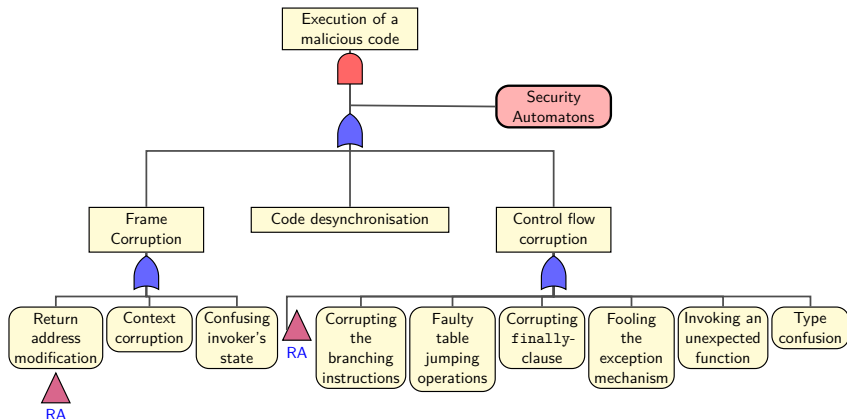 Execution of a
malicious code
Security
Automatons
Frame
Corruption
Code desynchronisation
Control flow
corruption
Return
address
modification
Context
corruption
Confusing
invoker's
state
RA
Corrupting
the
branching
instructions
Faulty
table
jumping
operations
Corrupting
finally-
clause
Fooling
the
exception
mechanism
Invoking an
unexpected
function
Type
confusion
RA